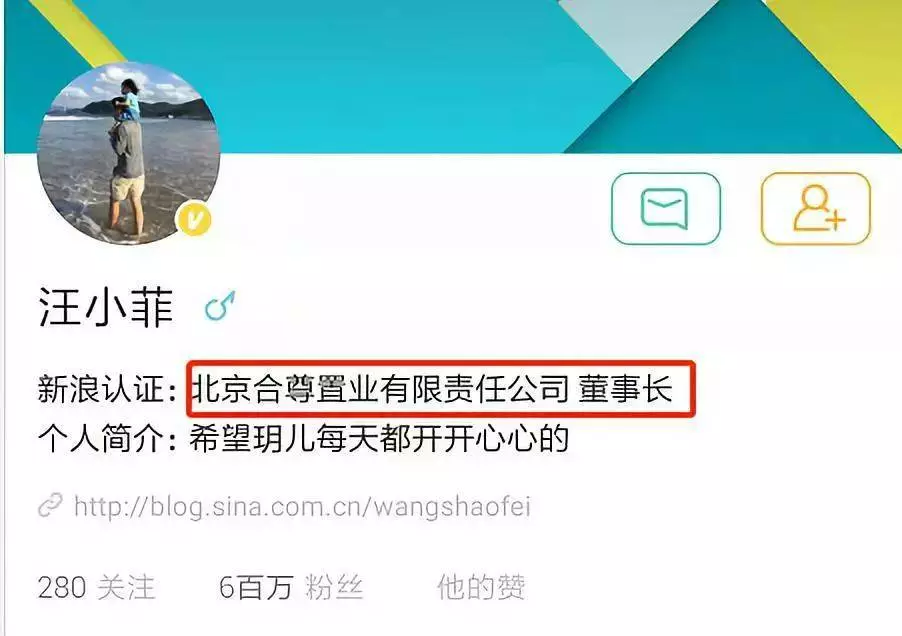 汪小菲
新浪认证: 北京合尊置业有限责任公司 董事长
个人简介: 希望玥儿每天都开开心心的
http://blog.sina.com.cn/wangshaofei
280 关注 6百万 粉丝 他的赞